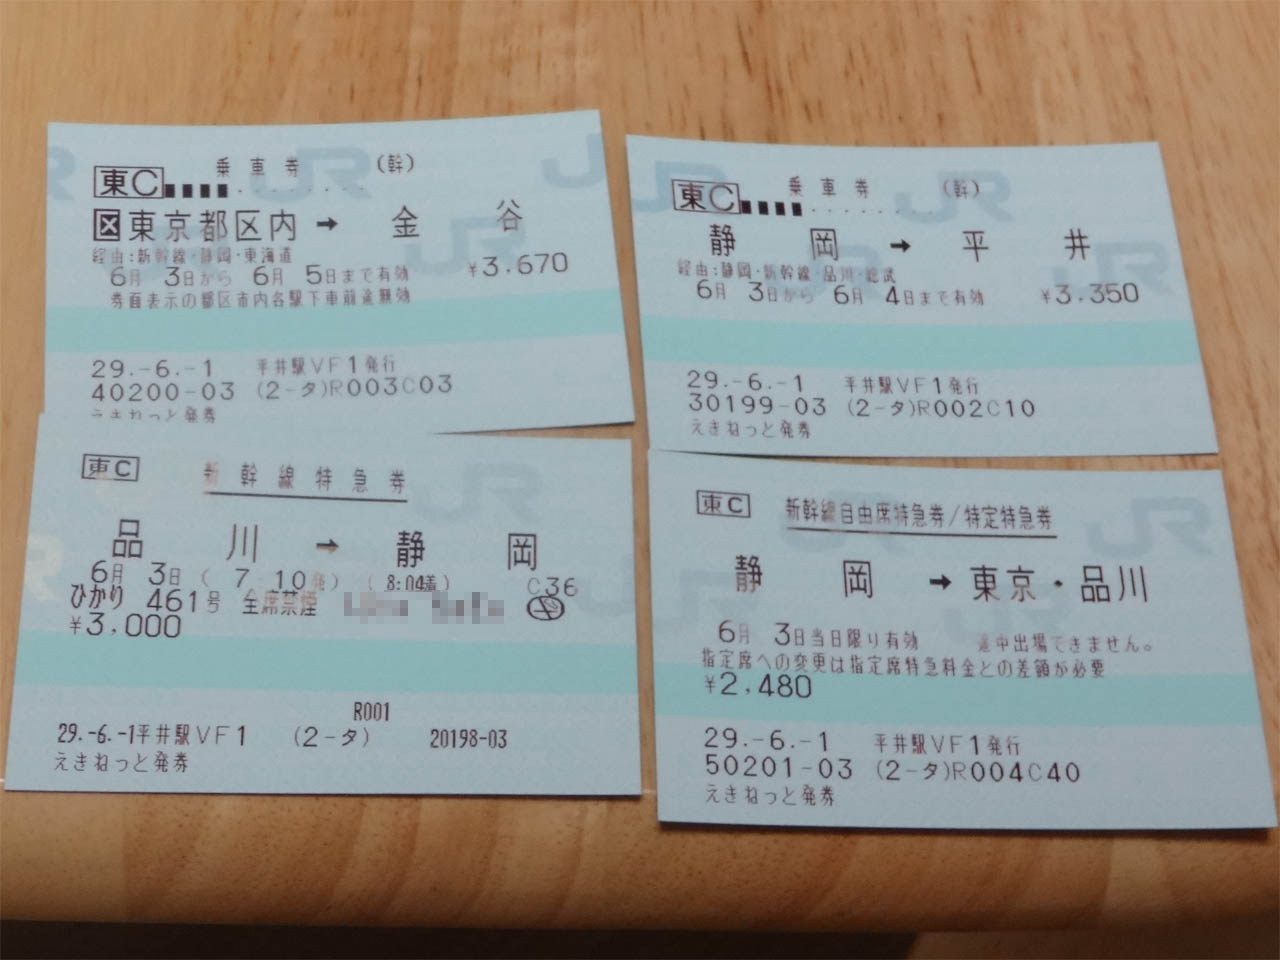 乗車券 (幹)
東C
区東京都区内 → 金谷
経由:新幹線・静岡・東海道
6月 3日から 6月 5日まで有効 ¥3,670
券面表示の都区市内各駅下車前途無効
29.-6.-1 平井駅VF1発行
40200-03 (2-タ)R003C03
えきねっと発券
乗車券 (幹)
東C
静岡 → 平井
経由:静岡・新幹線・品川・総武
6月 3日から 6月 4日まで有効 ¥3,350
29.-6.-1 平井駅VF1発行
30199-03 (2-タ)R002C10
えきねっと発券
東C 新幹線特急券
品川 → 静岡
6月 3日 (7:10発) (8:04着) C36
ひかり 461号 全席禁煙
¥3,000
R001
29.-6.-1平井駅VF1 (2-タ) 20198-03
えきねっと発券
東C 新幹線自由席特急券/特定特急券
静岡 → 東京・品川
6月 3日当日限り有効 途中出場できません。
指定席への変更は指定席特急料金との差額が必要
¥2,480
29.-6.-1 平井駅VF1発行
50201-03 (2-タ)R004C40
えきねっと発券